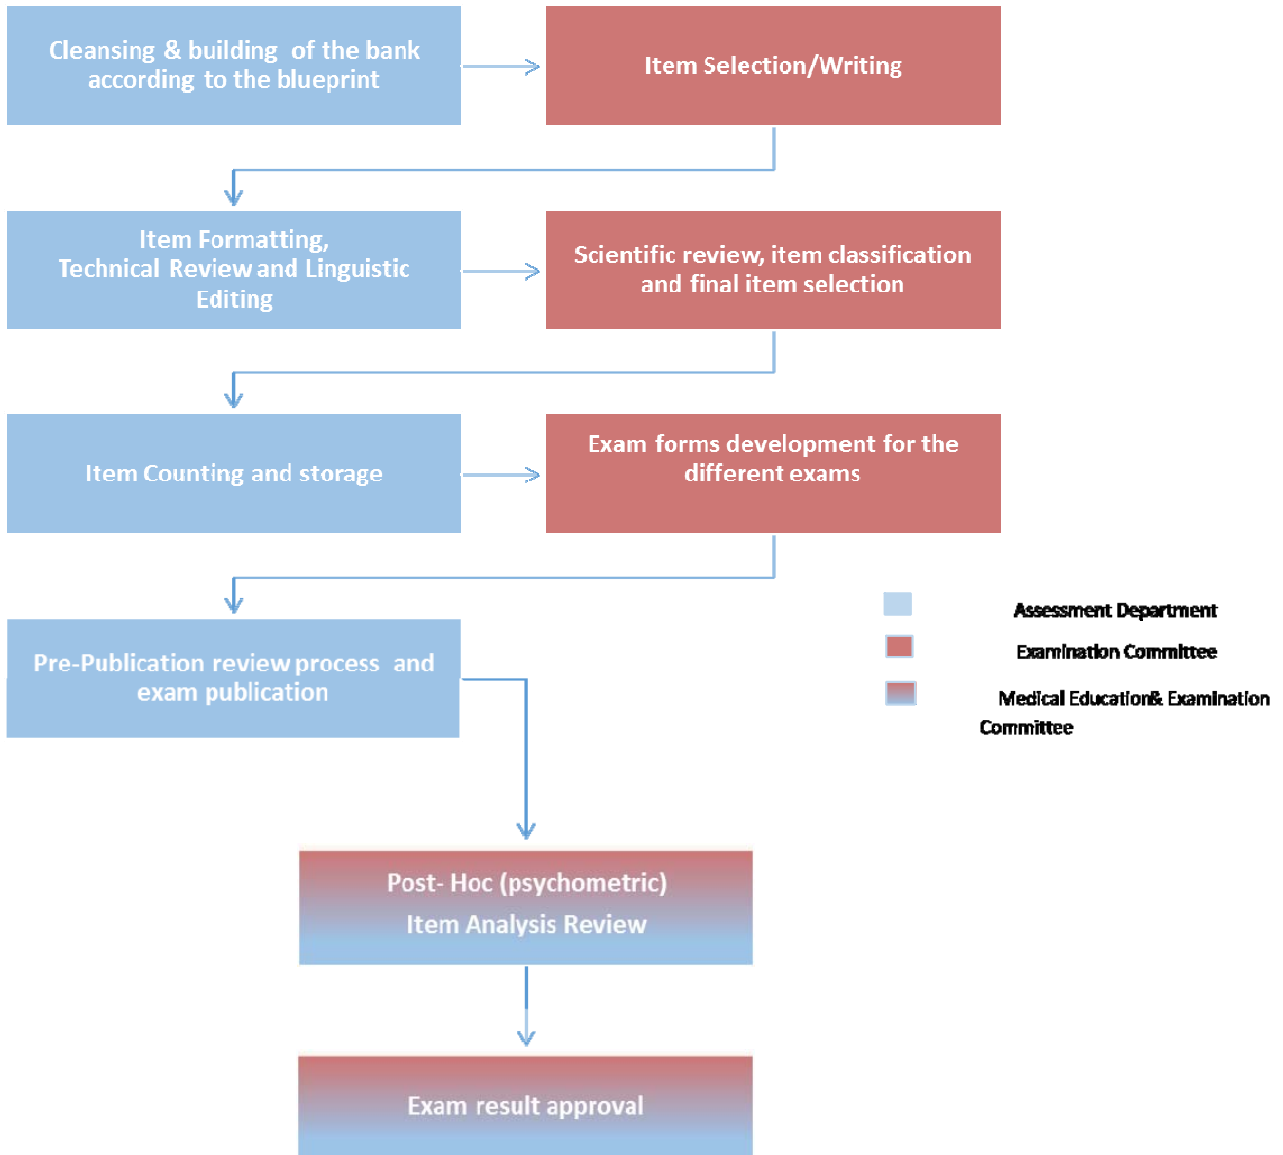 Cleansing & building of the bank
according to the blueprint
Item Selection/Writing
Item Formatting,
Technical Review and Linguistic
Editing
Scientific review, item classification
and final item selection
Item Counting and storage
Exam forms development for the
different exams
Assessment Department
Examination Committee
Medical Education& Examination
Committee
Pre-Publication review process and
exam publication
Post- Hoc (psychometric)
Item Analysis Review
Exam result approval